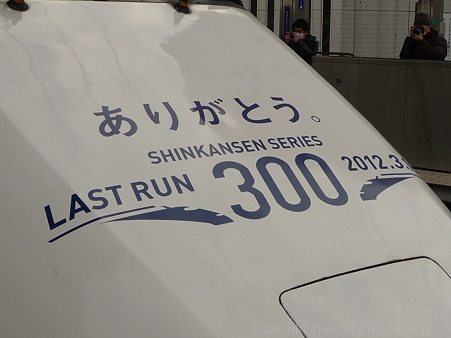 ありがとう。
SHINKANSEN SERIES
LAST RUN 300 2012.3